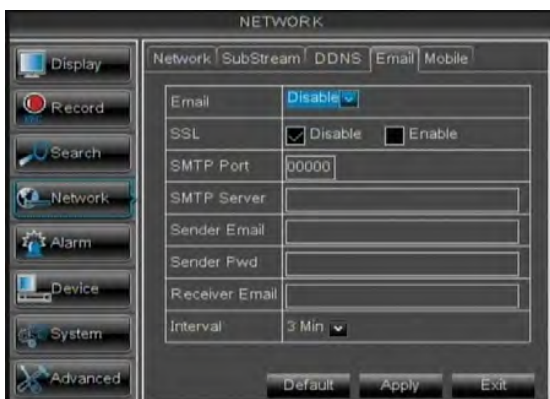 NETWORK
Display
Record
Search
Network
Alarm
Device
System
Advanced
Network SubStream DDNS Email Mobile
Email Disable
SSL Disable Enable
SMTP Port 00000
SMTP Server
Sender Email
Sender Pwd
Receiver Email
Interval 3 Min
Default Apply Exit